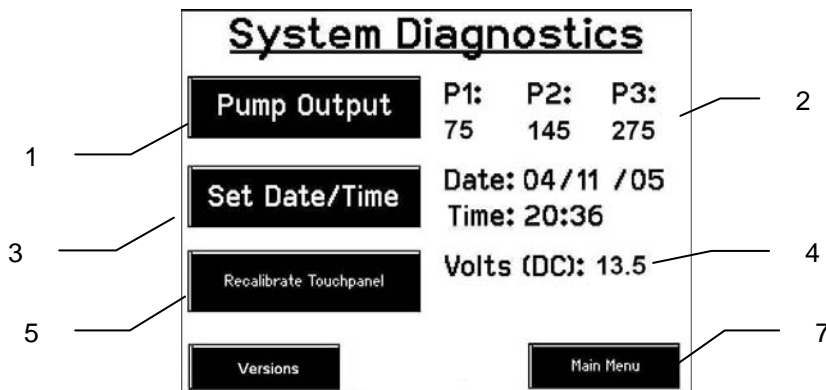 System Diagnostics
Pump Output
P1: P2: P3:
75 145 275
2
1
Set Date/Time
Date: 04/11 /05
Time: 20:36
3
Recalibrate Touchpanel
Volts (DC): 13.5
4
5
Versions
Main Menu
7